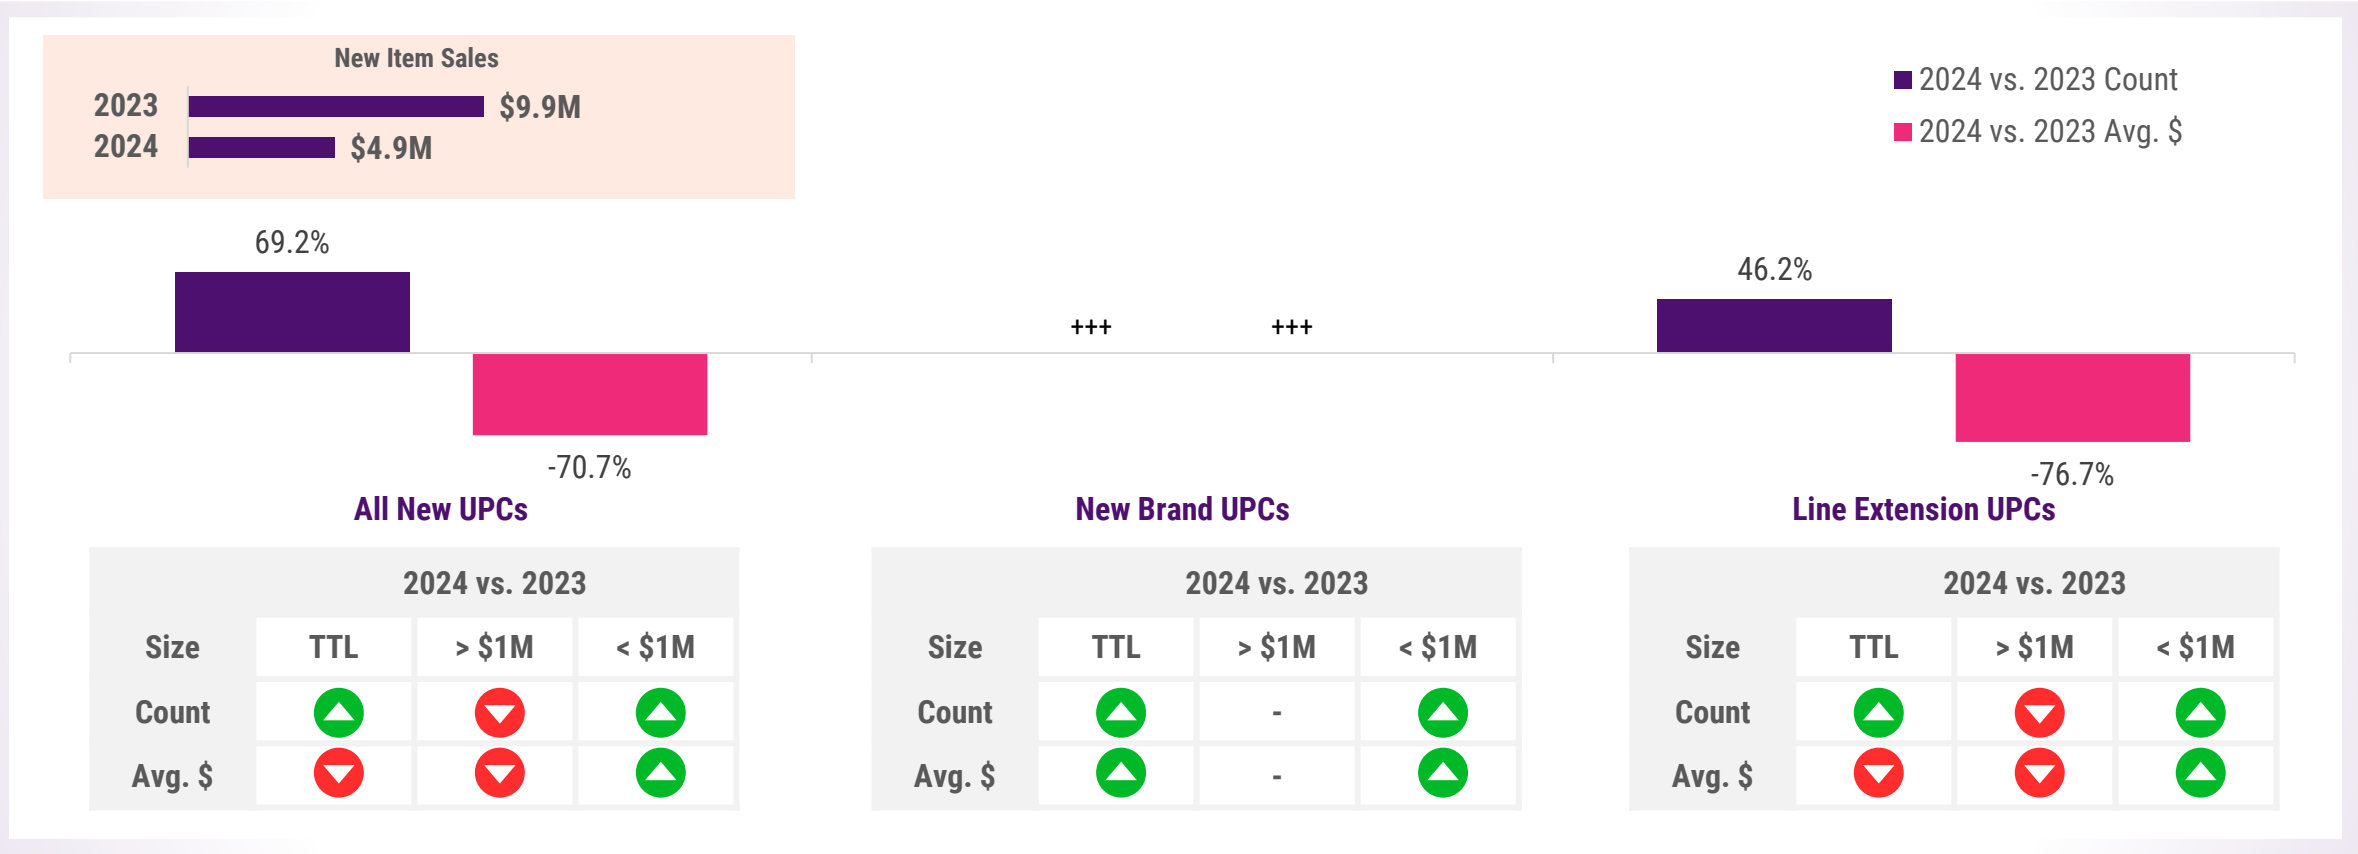 New Item Sales
2023 $9.9M
2024 $4.9M
2024 vs. 2023 Count
2024 vs. 2023 Avg. $
69.2%
-70.7%
+++ +++
46.2%
-76.7%
All New UPCs
2024 vs. 2023
Size TTL > $1M < $1M
Count
Avg. $
New Brand UPCs
2024 vs. 2023
Size TTL > $1M < $1M
Count -
Avg. $ -
Line Extension UPCs
2024 vs. 2023
Size TTL > $1M < $1M
Count
Avg. $